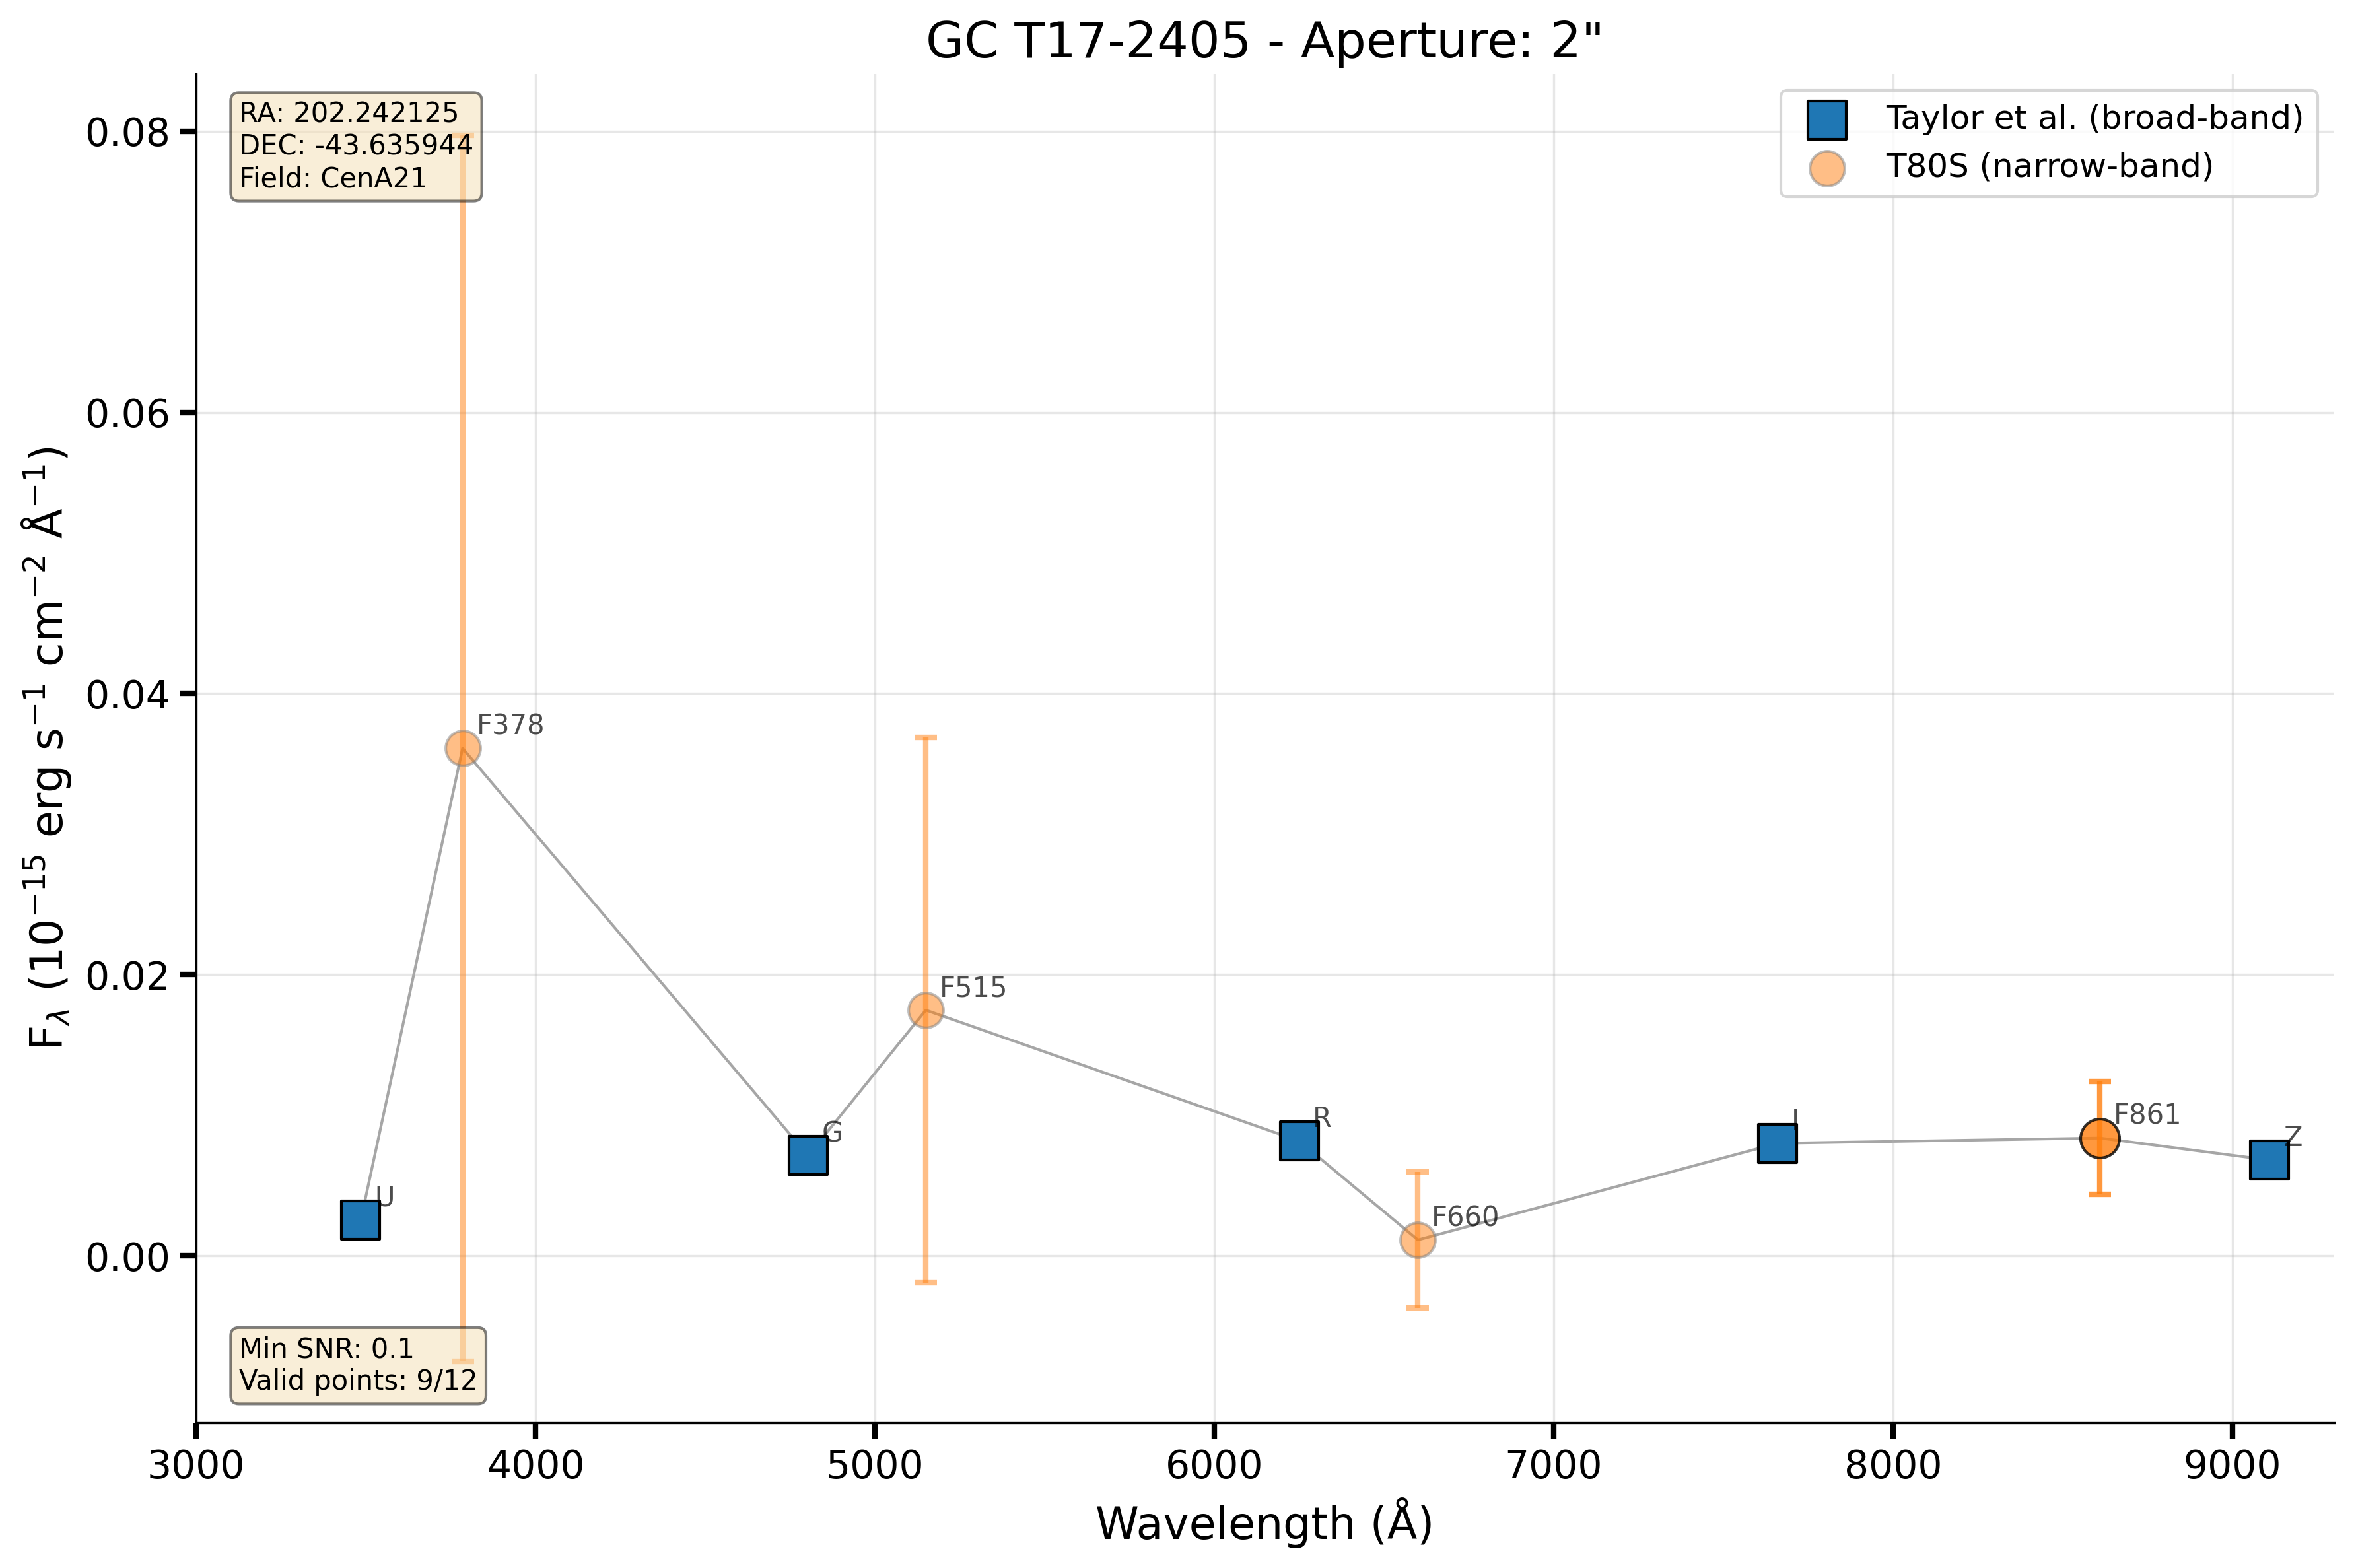 GC T17-2405 - Aperture: 2"
RA: 202.242125
DEC: -43.635944
Field: CenA21
Taylor et al. (broad-band)
T80S (narrow-band)
0.08
0.06
0.04
0.02
0.00
F_λ (10⁻¹⁵ erg s⁻¹ cm⁻² Å⁻¹)
U
F378
G
F515
R
F660
I
F861
Z
Min SNR: 0.1
Valid points: 9/12
3000 4000 5000 6000 7000 8000 9000
Wavelength (Å)